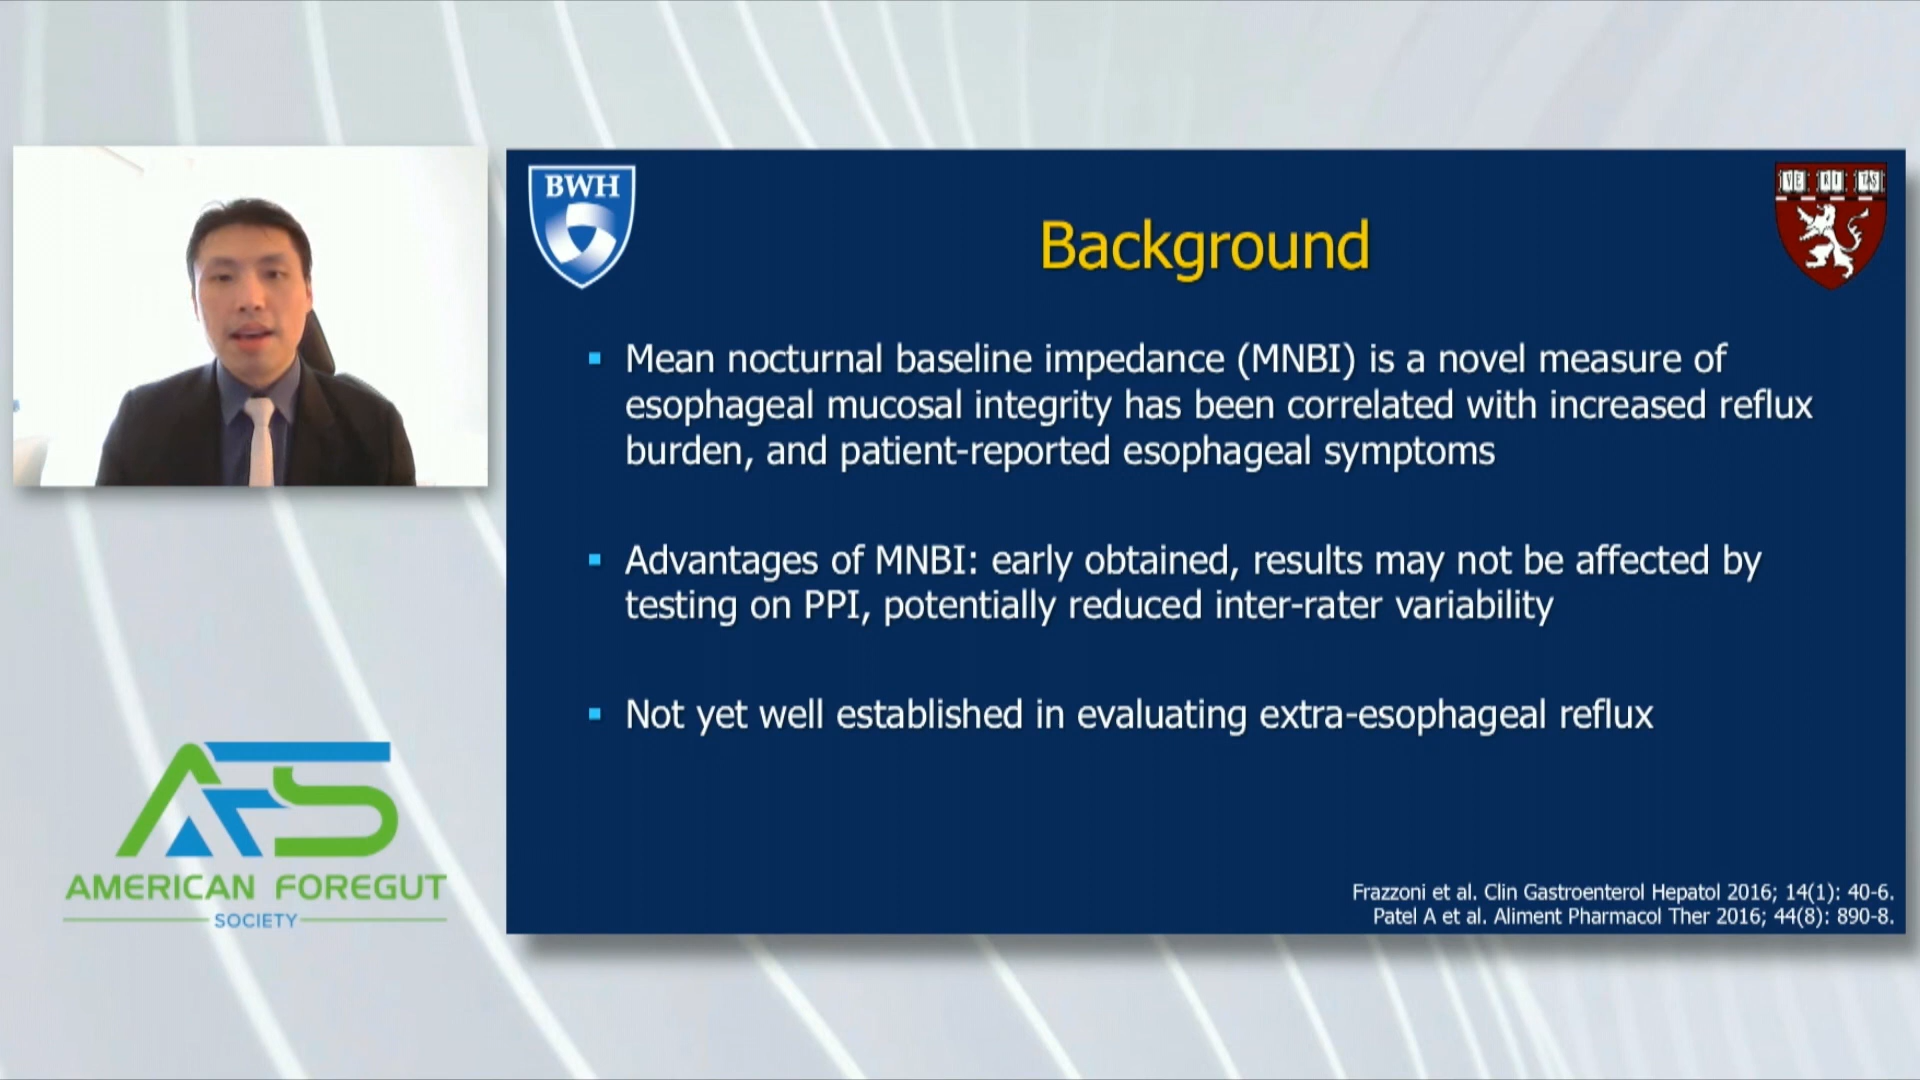 BWH
VE RI TAS
Background
Mean nocturnal baseline impedance (MNBI) is a novel measure of
esophageal mucosal integrity has been correlated with increased reflux
burden, and patient-reported esophageal symptoms
Advantages of MNBI: early obtained, results may not be affected by
testing on PPI, potentially reduced inter-rater variability
Not yet well established in evaluating extra-esophageal reflux
Frazzoni et al. Clin Gastroenterol Hepatol 2016; 14(1): 40-6.
Patel A et al. Aliment Pharmacol Ther 2016; 44(8): 890-8.
AFS
AMERICAN FOREGUT
SOCIETY